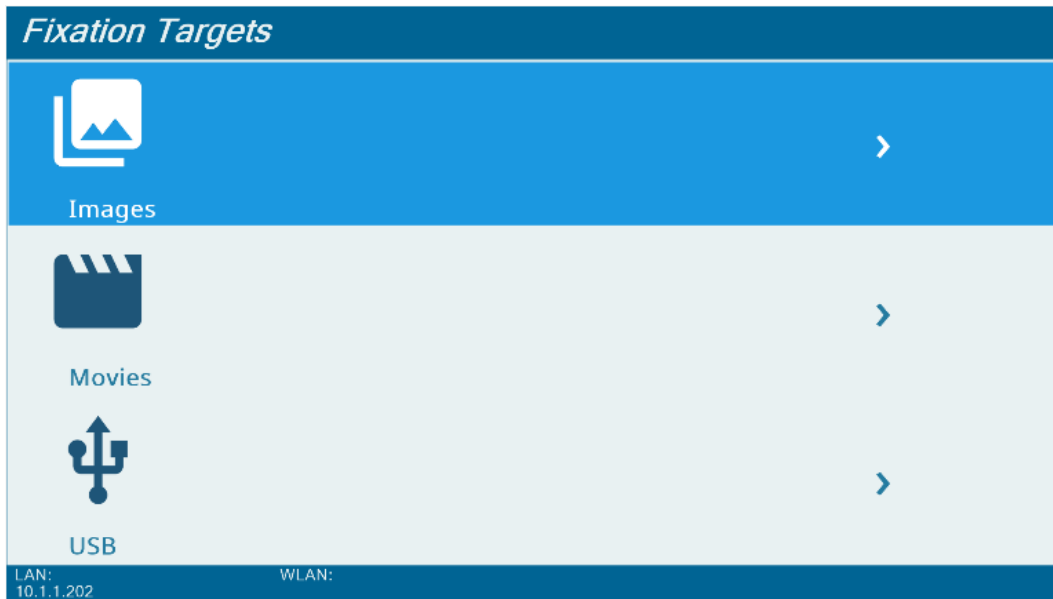 Fixation Targets
Images
Movies
USB
LAN: WLAN:
10.1.1.202